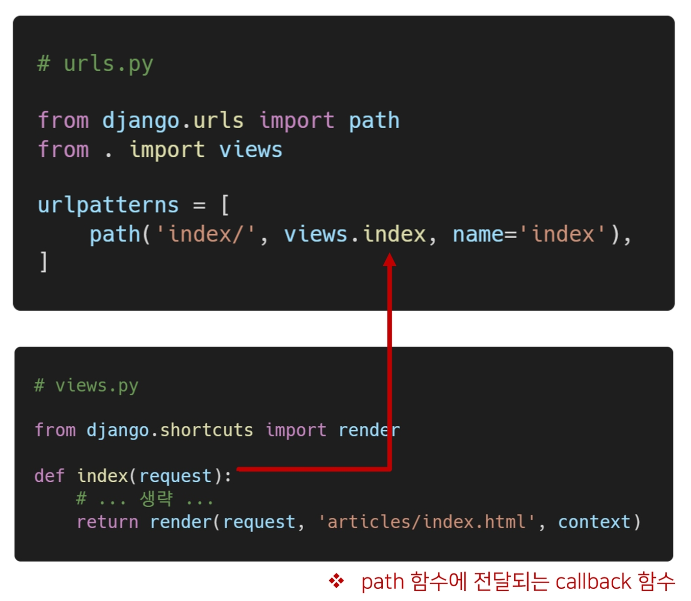 # urls.py
from django.urls import path
from . import views
urlpatterns = [
    path('index/', views.index, name='index'),
]
# views.py
from django.shortcuts import render
def index(request):
    # ... 생략 ...
    return render(request, 'articles/index.html', context)
❖ path 함수에 전달되는 callback 함수